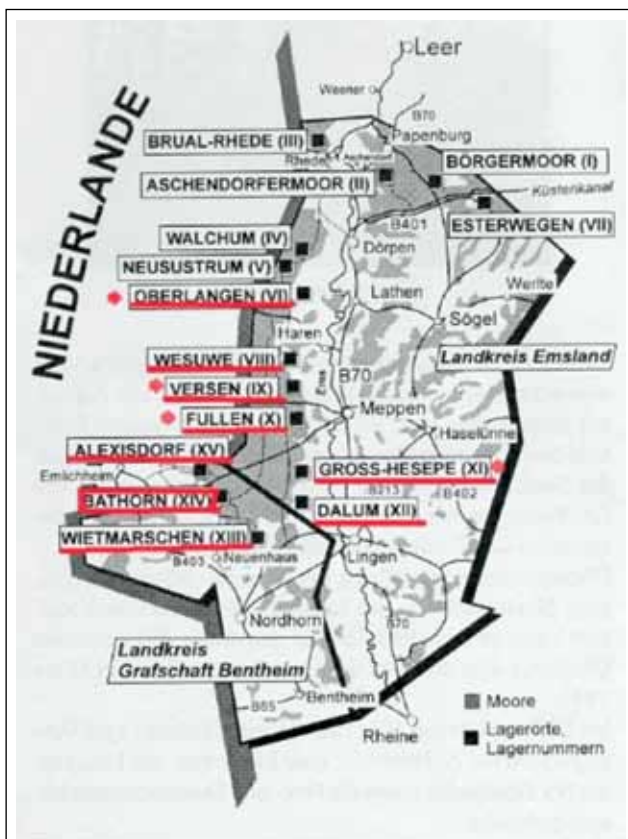 Leer
Weener
B70
BRUAL-RHEDE (III)
Papenburg
Rhede
BÖRGERMOOR (I)
ASCHENDORFERMOOR (II)
Küstenkanal
B401
ESTERWEGEN (VII)
WALCHUM (IV)
Dörpen
NEUSUSTRUM (V)
NIEDERLANDE
OBERLANGEN (VI)
Lathen
Werlte
Sögel
Haren
WESUWE (VIII)
Landkreis Emsland
VERSEN (IX)
B70
Ems
FULLEN (X)
Meppen
Haselünne
ALEXISDORF (XV)
Emlichheim
GROSS-HESEPE (XI)
BATHORN (XIV)
B213
B402
DALUM (XII)
WIETMARSCHEN (XIII)
B403
Neuenhaus
Lingen
Nordhorn
B70
Landkreis
Grafschaft Bentheim
Bentheim
B65
Rheine
Moore
Lagerorte,
Lagernummern